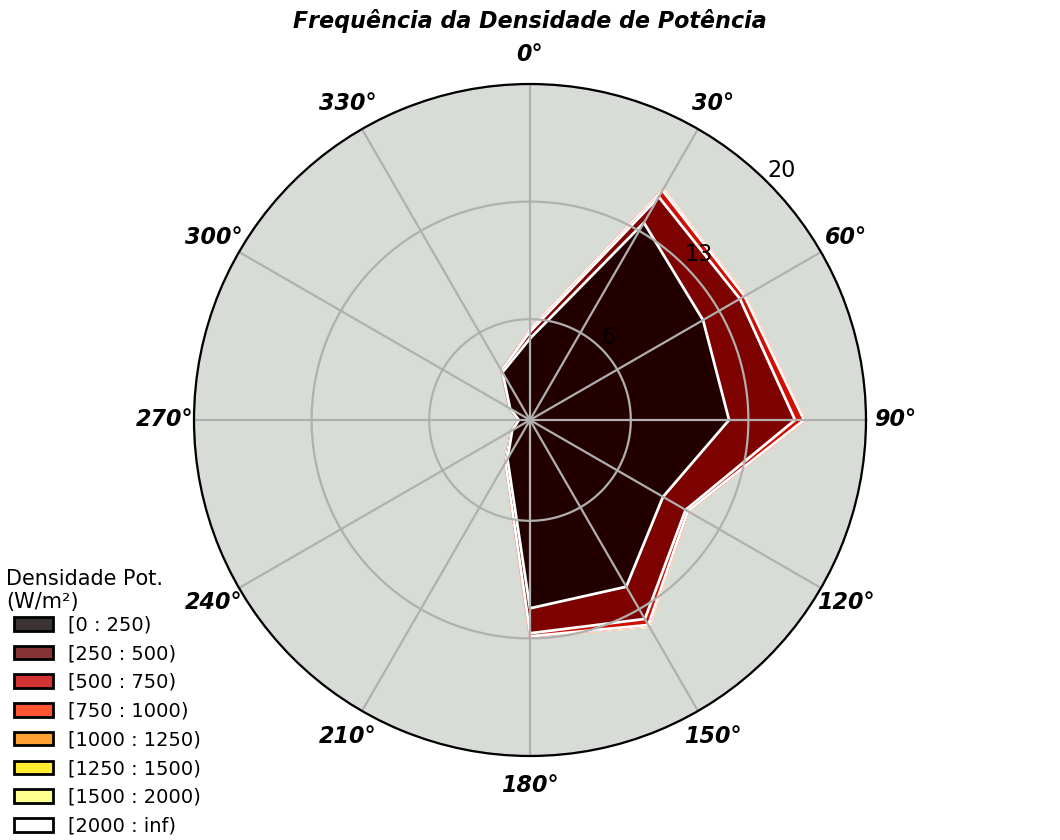 Frequência da Densidade de Potência
0°
330°
30°
20
300°
60°
13
6
270°
90°
240°
120°
210°
150°
180°
Densidade Pot.
(W/m²)
[0 : 250)
[250 : 500)
[500 : 750)
[750 : 1000)
[1000 : 1250)
[1250 : 1500)
[1500 : 2000)
[2000 : inf)